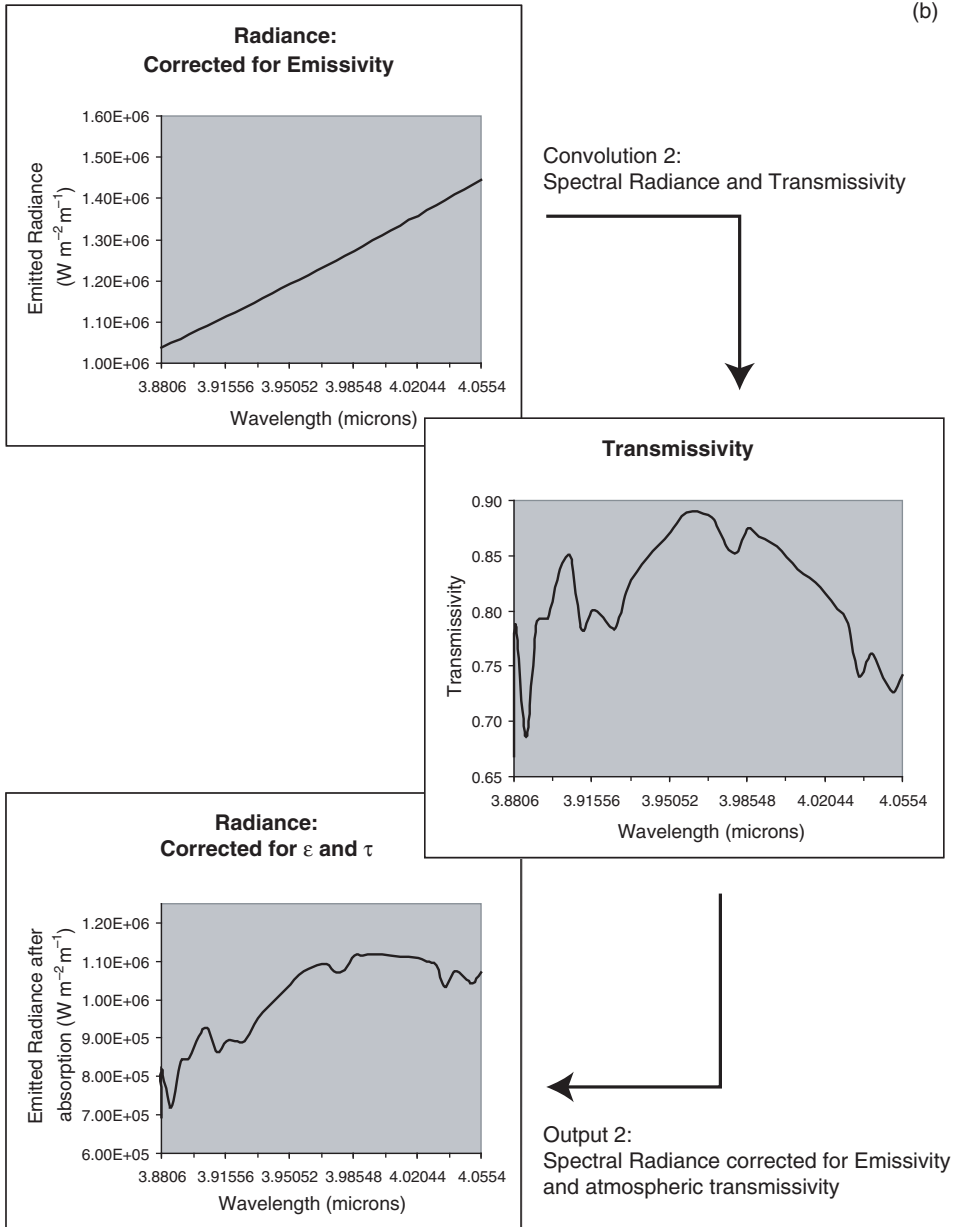 (b)
Radiance:
Corrected for Emissivity
Emitted Radiance
(W m⁻² m⁻¹)
1.60E+06
1.50E+06
1.40E+06
1.30E+06
1.20E+06
1.10E+06
1.00E+06
3.8806 3.91556 3.95052 3.98548 4.02044 4.0554
Wavelength (microns)
Convolution 2:
Spectral Radiance and Transmissivity
Transmissivity
Transmissivity
0.90
0.85
0.80
0.75
0.70
0.65
3.8806 3.91556 3.95052 3.98548 4.02044 4.0554
Wavelength (microns)
Radiance:
Corrected for ε and τ
Emitted Radiance after
absorption (W m⁻² m⁻¹)
1.20E+06
1.10E+06
1.00E+06
9.00E+05
8.00E+05
7.00E+05
6.00E+05
3.8806 3.91556 3.95052 3.98548 4.02044 4.0554
Wavelength (microns)
Output 2:
Spectral Radiance corrected for Emissivity
and atmospheric transmissivity